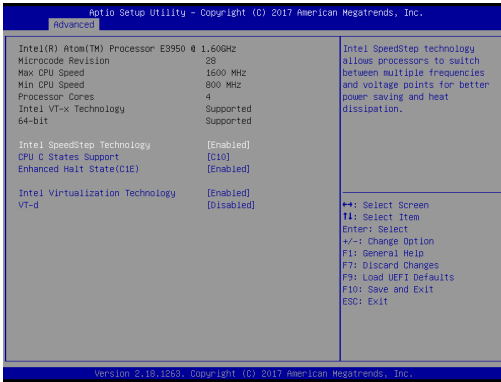 Aptio Setup Utility – Copyright (C) 2017 American Megatrends, Inc.
Advanced
Intel(R) Atom(TM) Processor E3950 @ 1.60GHz
Microcode Revision 28
Max CPU Speed 1600 MHz
Min CPU Speed 800 MHz
Processor Cores 4
Intel VT-x Technology Supported
64-bit Supported
Intel SpeedStep Technology [Enabled]
CPU C States Support [C10]
Enhanced Halt State(C1E) [Enabled]
Intel Virtualization Technology [Enabled]
VT-d [Disabled]
Intel SpeedStep technology
allows processors to switch
between multiple frequencies
and voltage points for better
power saving and heat
dissipation.
↔: Select Screen
↑↓: Select Item
Enter: Select
+/-: Change Option
F1: General Help
F7: Discard Changes
F9: Load UEFI Defaults
F10: Save and Exit
ESC: Exit
Version 2.18.1263. Copyright (C) 2017 American Megatrends, Inc.